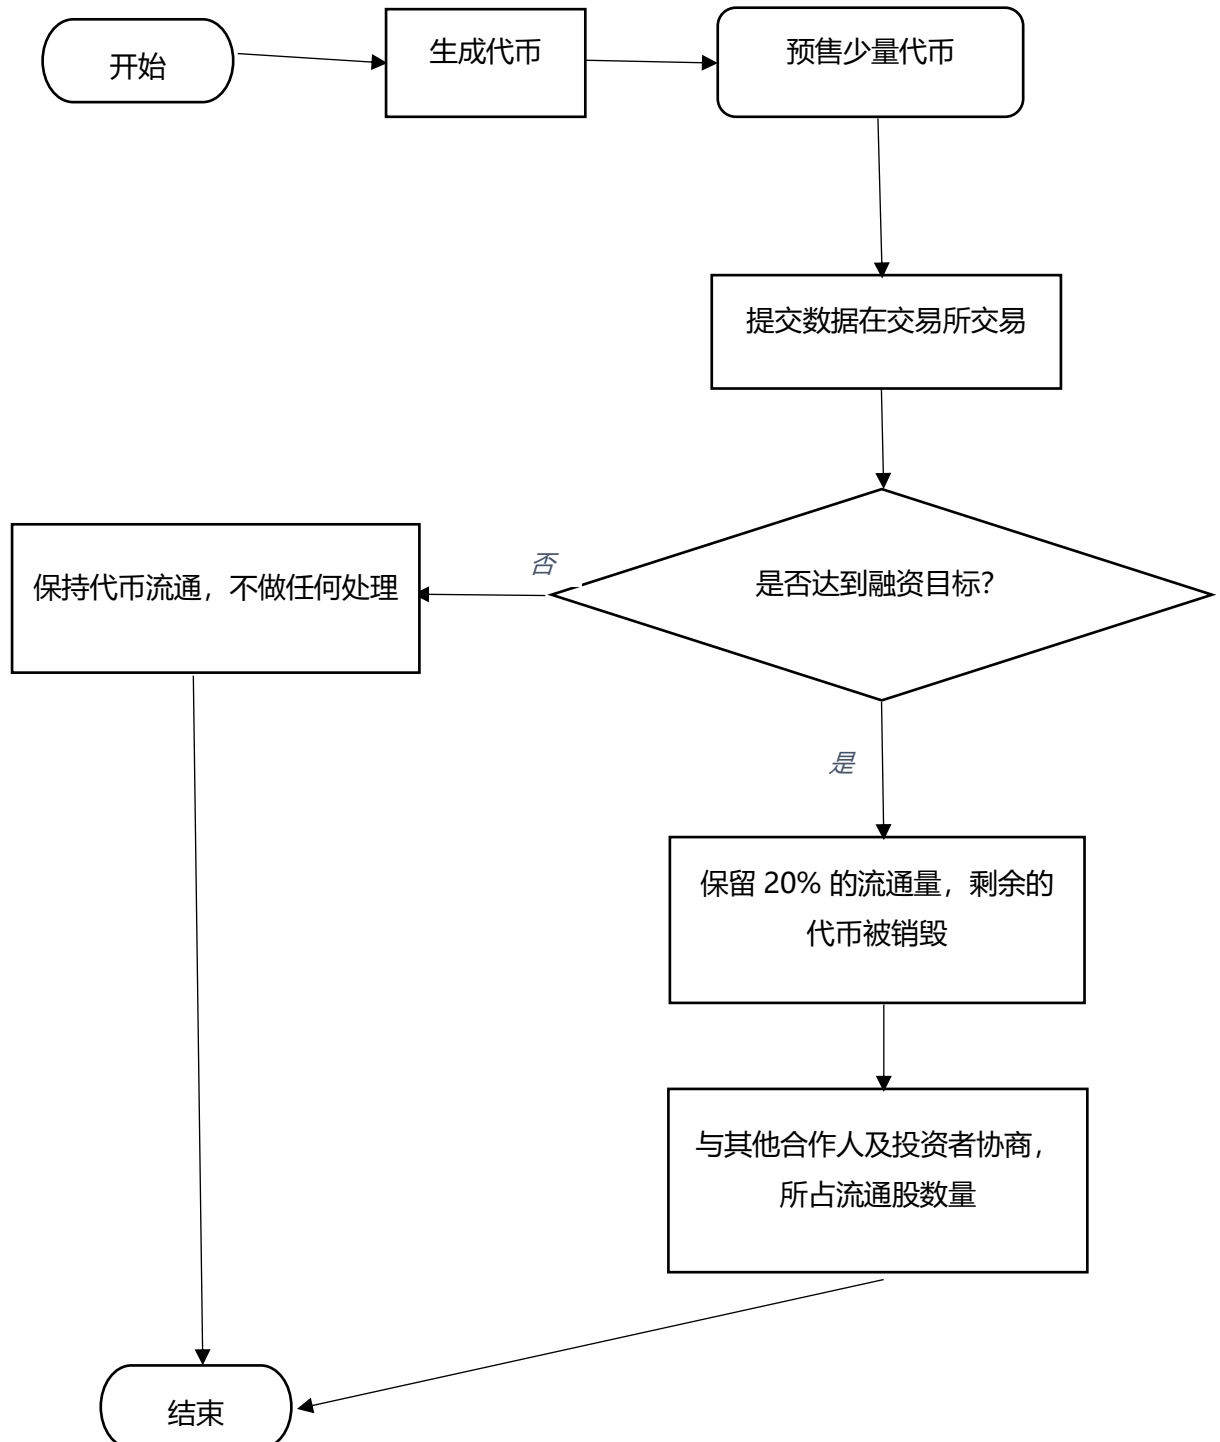 开始
生成代币
预售少量代币
提交数据在交易所交易
是否达到融资目标?
否
保持代币流通，不做任何处理
是
保留 20% 的流通量，剩余的
代币被销毁
与其他合作人及投资者协商，
所占流通股数量
结束